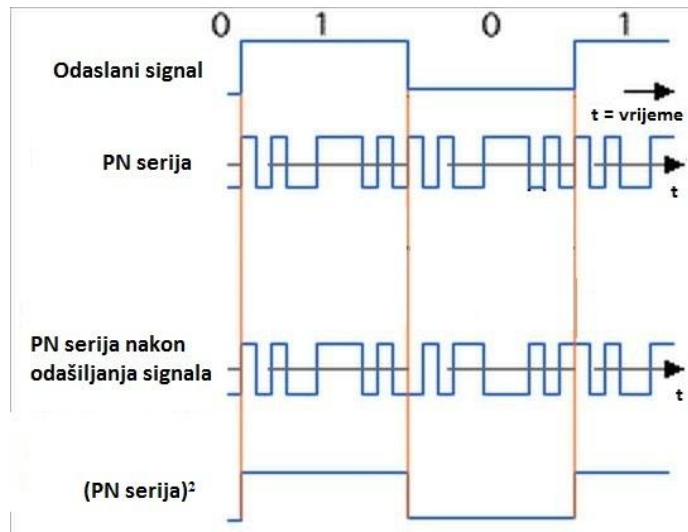 0 1 0 1
Odaslani signal
t = vrijeme
PN serija
t
PN serija nakon
odašiljanja signala
t
(PN serija)²